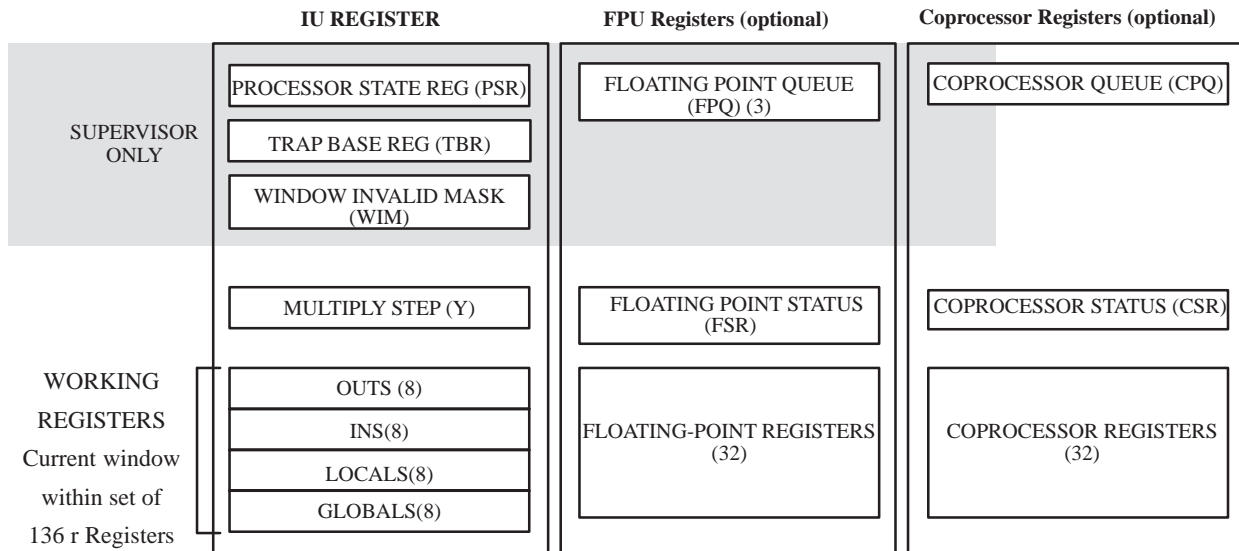 IU REGISTER
FPU Registers (optional)
Coprocessor Registers (optional)
SUPERVISOR
ONLY
PROCESSOR STATE REG (PSR)
TRAP BASE REG (TBR)
WINDOW INVALID MASK
(WIM)
FLOATING POINT QUEUE
(FPQ) (3)
COPROCESSOR QUEUE (CPQ)
MULTIPLY STEP (Y)
FLOATING POINT STATUS
(FSR)
COPROCESSOR STATUS (CSR)
WORKING
REGISTERS
Current window
within set of
136 r Registers
OUTS (8)
INS(8)
LOCALS(8)
GLOBALS(8)
FLOATING-POINT REGISTERS
(32)
COPROCESSOR REGISTERS
(32)